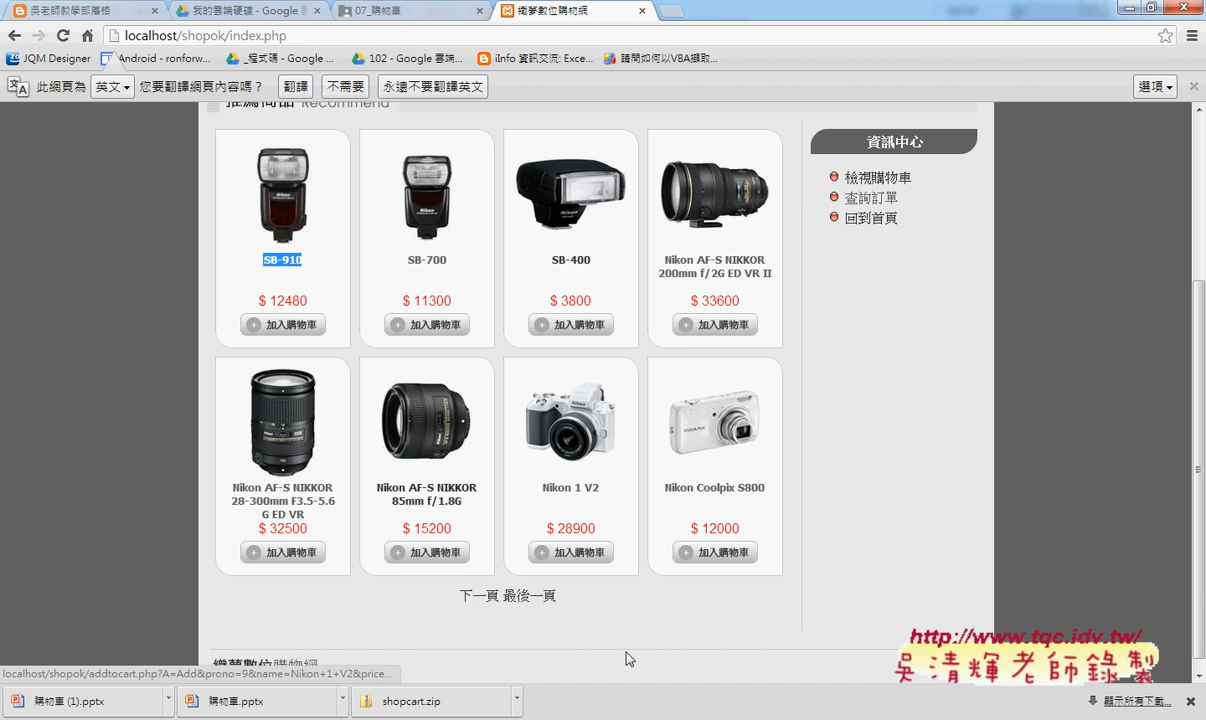 吳老師教學部落格
我的雲端硬碟 - Google 雲
07_購物車
織夢數位購物網
localhost/shopok/index.php
JQM Designer
Android - ronforw...
_程式碼 - Google ...
102 - Google 雲端...
iInfo 資訊交流: Exce...
請問如何以VBA擷取...
此網頁為 英文 您要翻譯網頁內容嗎？ 翻譯 不需要 永遠不要翻譯英文 選項
推薦商品 Recommend
SB-910
$ 12480
加入購物車
SB-700
$ 11300
加入購物車
SB-400
$ 3800
加入購物車
Nikon AF-S NIKKOR
200mm f/2G ED VR II
$ 33600
加入購物車
Nikon AF-S NIKKOR
28-300mm F3.5-5.6
G ED VR
$ 32500
加入購物車
Nikon AF-S NIKKOR
85mm f/1.8G
$ 15200
加入購物車
Nikon 1 V2
$ 28900
加入購物車
COOLPIX
Nikon Coolpix S800
$ 12000
加入購物車
資訊中心
檢視購物車
查詢訂單
回到首頁
下一頁 最後一頁
織夢數位購物網
http://www.tqc.idv.tw/
吳清輝老師錄製
localhost/shopok/addtocart.php?A=Add&prono=9&name=Nikon+1+V2&price...
購物車 (1).pptx
購物車.pptx
shopcart.zip
顯示所有下載...